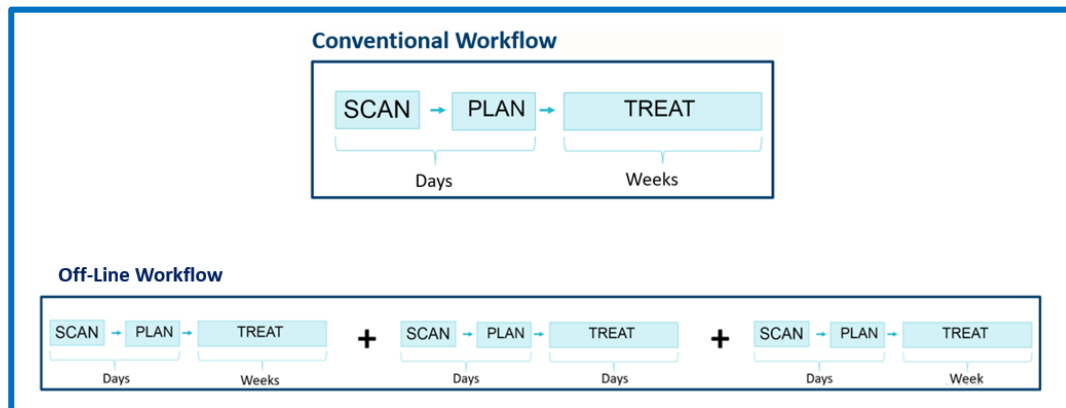 Conventional Workflow
SCAN PLAN TREAT
Days Weeks
Off-Line Workflow
SCAN PLAN TREAT + SCAN PLAN TREAT + SCAN PLAN TREAT
Days Weeks Days Days Days Week